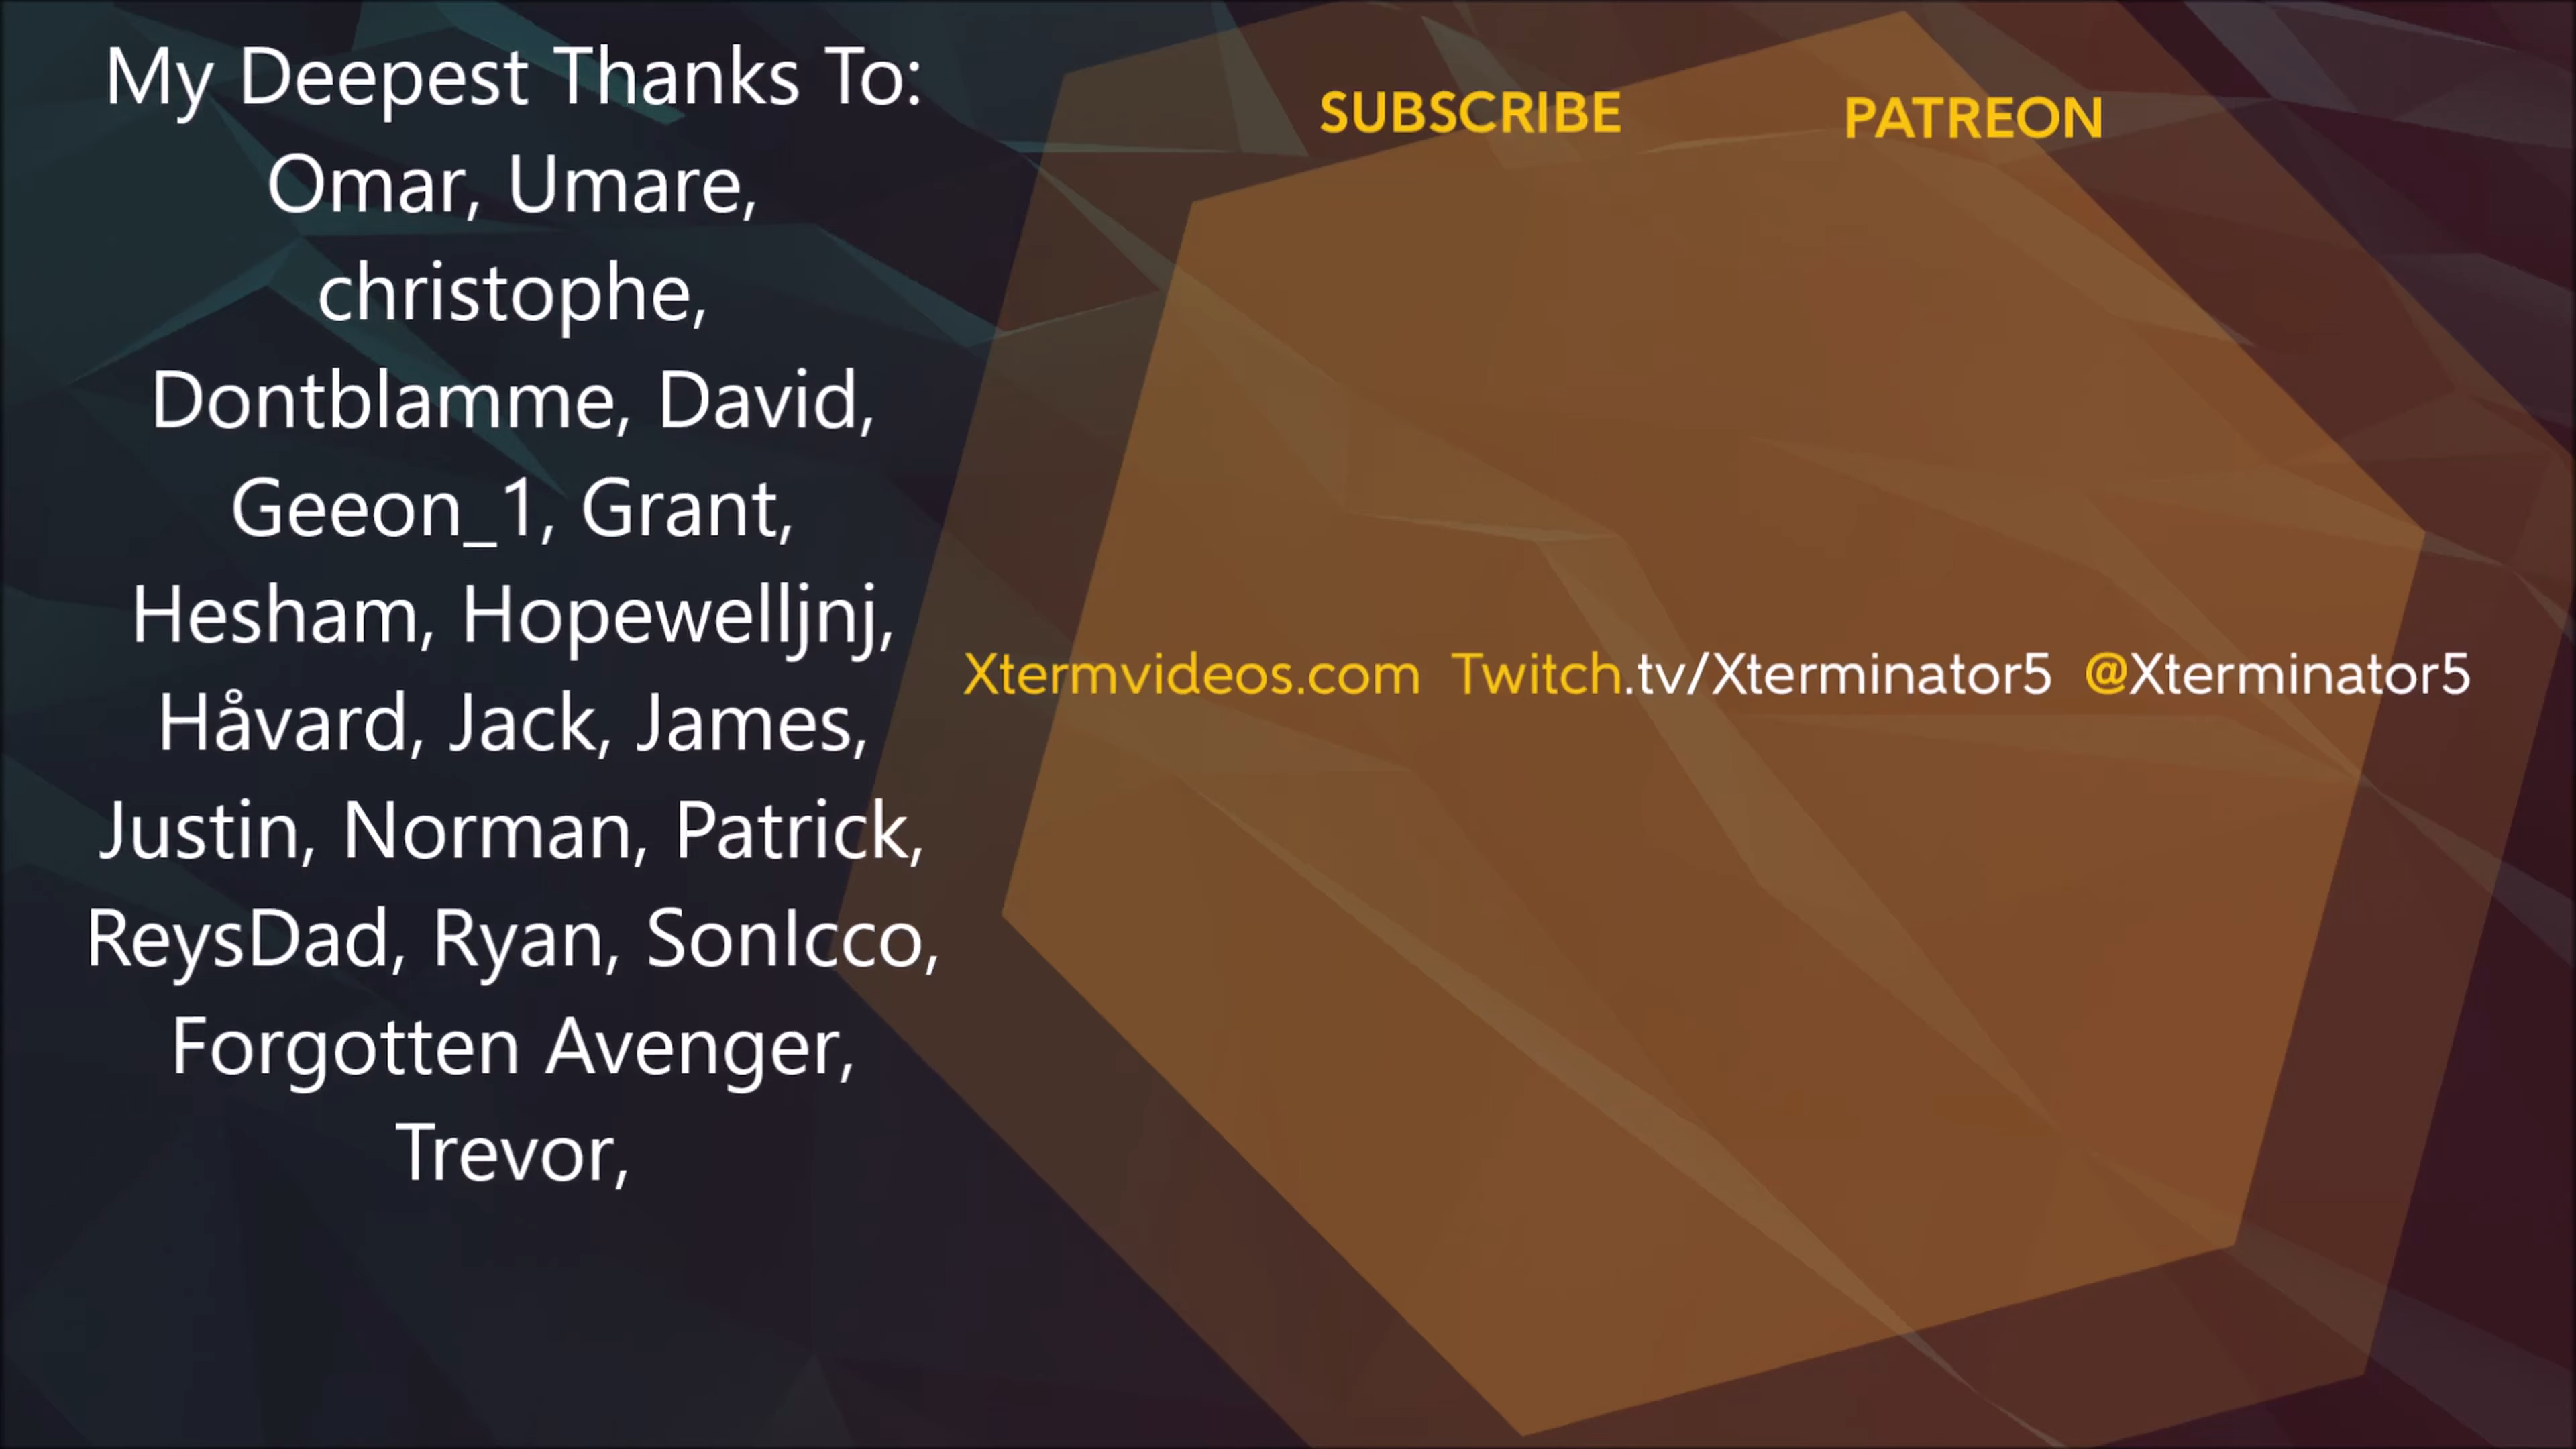 My Deepest Thanks To:
Omar, Umare,
christophe,
Dontblamme, David,
Geeon_1, Grant,
Hesham, Hopewelljnj,
Håvard, Jack, James,
Justin, Norman, Patrick,
ReysDad, Ryan, SonIcco,
Forgotten Avenger,
Trevor,
SUBSCRIBE
PATREON
Xtermvideos.com Twitch.tv/Xterminator5 @Xterminator5